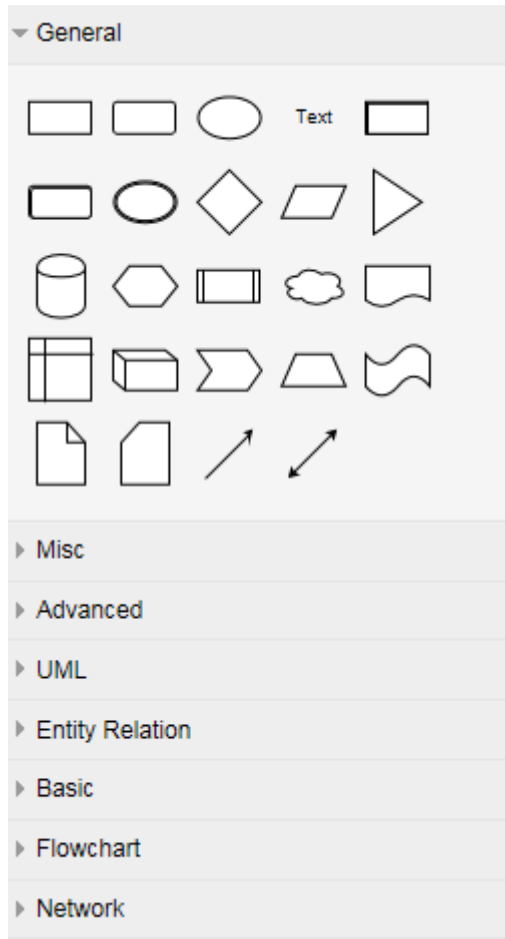 General
Text
Misc
Advanced
UML
Entity Relation
Basic
Flowchart
Network